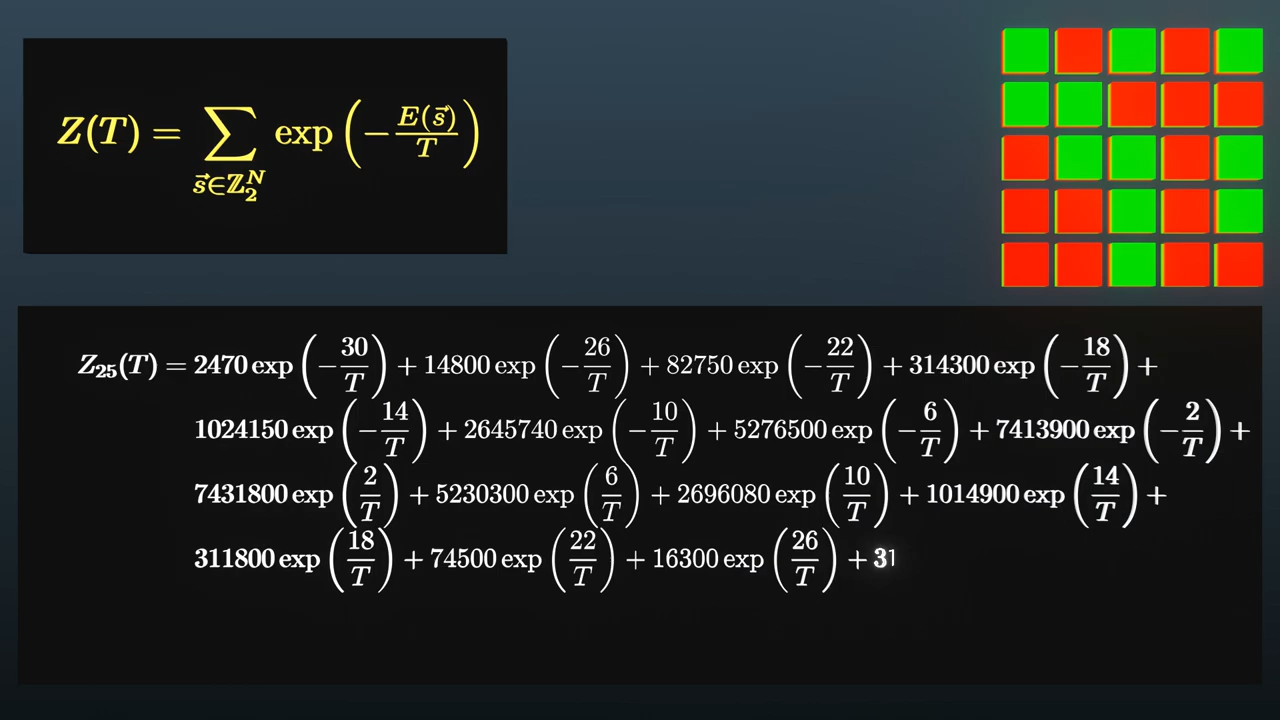 Z(T) = ∑_{s⃗∈ℤ₂ᴺ} exp(−E(s⃗)/T)
Z₂₅(T) = 2470 exp(−30/T) + 14800 exp(−26/T) + 82750 exp(−22/T) + 314300 exp(−18/T) +
1024150 exp(−14/T) + 2645740 exp(−10/T) + 5276500 exp(−6/T) + 7413900 exp(−2/T) +
7431800 exp(2/T) + 5230300 exp(6/T) + 2696080 exp(10/T) + 1014900 exp(14/T) +
311800 exp(18/T) + 74500 exp(22/T) + 16300 exp(26/T) + 3